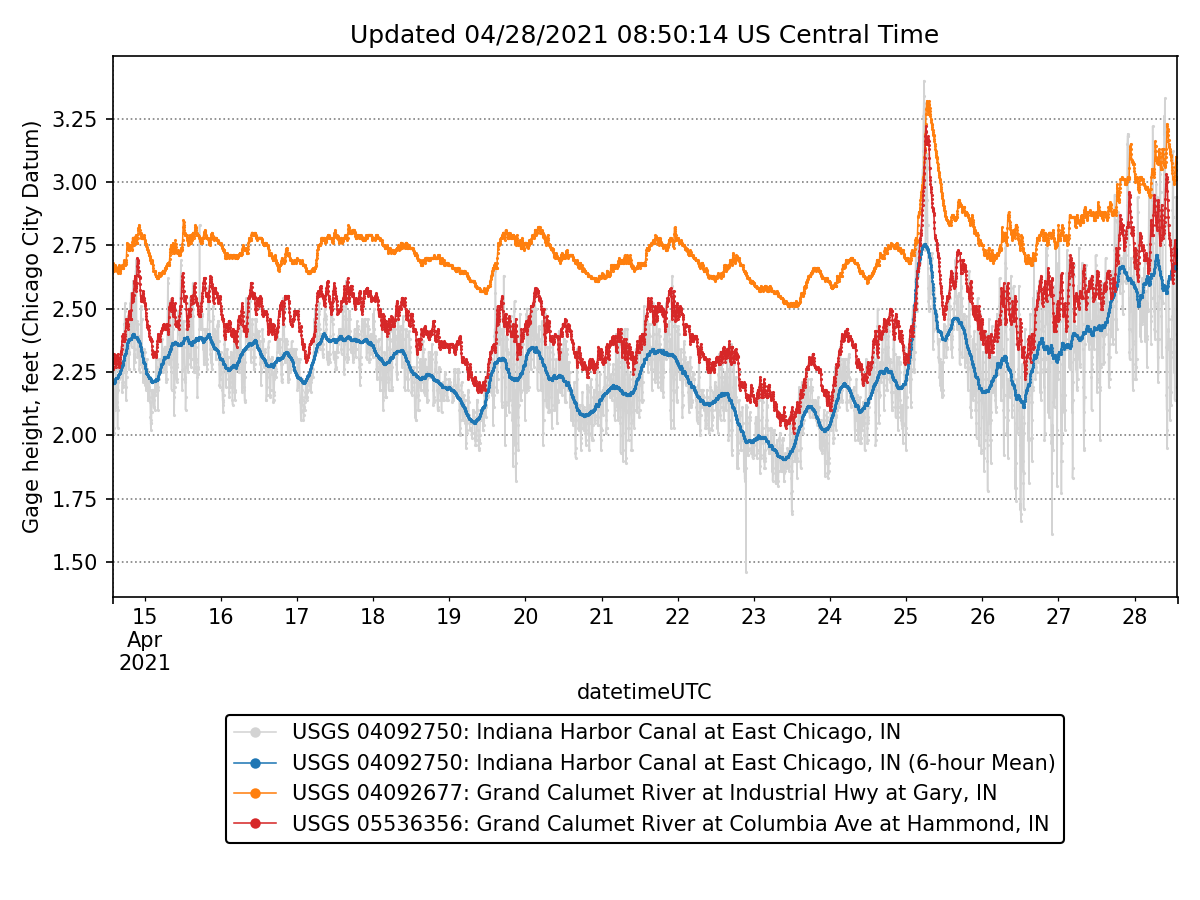 Updated 04/28/2021 08:50:14 US Central Time
Gage height, feet (Chicago City Datum)
3.25
3.00
2.75
2.50
2.25
2.00
1.75
1.50
15 16 17 18 19 20 21 22 23 24 25 26 27 28
Apr
2021
datetimeUTC
USGS 04092750: Indiana Harbor Canal at East Chicago, IN
USGS 04092750: Indiana Harbor Canal at East Chicago, IN (6-hour Mean)
USGS 04092677: Grand Calumet River at Industrial Hwy at Gary, IN
USGS 05536356: Grand Calumet River at Columbia Ave at Hammond, IN